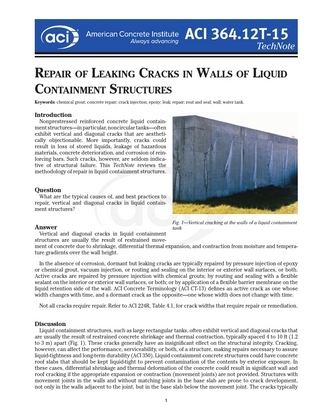 aci
American Concrete Institute
Always advancing
ACI 364.12T-15
TechNote
REPAIR OF LEAKING CRACKS IN WALLS OF LIQUID
CONTAINMENT STRUCTURES
Keywords: chemical grout; concrete repair; crack injection; epoxy; leak repair; rout and seal; wall; water tank.
Introduction
Nonprestressed reinforced concrete liquid contain-
ment structures—in particular, noncircular tanks—often
exhibit vertical and diagonal cracks that are aestheti-
cally objectionable. More importantly, cracks could
result in loss of stored liquids, leakage of hazardous
materials, concrete deterioration, and corrosion of rein-
forcing bars. Such cracks, however, are seldom indica-
tive of structural failure. This TechNote reviews the
methodology of repair in liquid containment structures.
Question
What are the typical causes of, and best practices to
repair, vertical and diagonal cracks in liquid contain-
ment structures?
Fig. 1—Vertical cracking at the walls of a liquid containment
tank
Answer
Vertical and diagonal cracks in liquid containment
structures are usually the result of restrained move-
ment of concrete due to shrinkage, differential thermal expansion, and contraction from moisture and tempera-
ture gradients over the wall height.
In the absence of corrosion, dormant but leaking cracks are typically repaired by pressure injection of epoxy
or chemical grout, vacuum injection, or routing and sealing on the interior or exterior wall surfaces, or both.
Active cracks are repaired by pressure injection with chemical grouts; by routing and sealing with a flexible
sealant on the interior or exterior wall surfaces, or both; or by application of a flexible barrier membrane on the
liquid retention side of the wall. ACI Concrete Terminology (ACI CT-13) defines an active crack as one whose
width changes with time, and a dormant crack as the opposite—one whose width does not change with time.
Not all cracks require repair. Refer to ACI 224R, Table 4.1, for crack widths that require repair or remediation.
Discussion
Liquid containment structures, such as large rectangular tanks, often exhibit vertical and diagonal cracks that
are usually the result of restrained concrete shrinkage and thermal contraction, typically spaced 4 to 10 ft (1.2
to 3 m) apart (Fig. 1). These cracks generally have an insignificant effect on the structural integrity. Cracking,
however, can affect the performance, serviceability, or both, of a structure, making repairs necessary to assure
liquid-tightness and long-term durability (ACI 350). Liquid containment concrete structures could have concrete
roof slabs that should be kept liquid-tight to prevent contamination of the contents by exterior exposure. In
these cases, differential shrinkage and thermal deformation of the concrete could result in significant wall and
roof cracking if the appropriate expansion or contraction (movement joints) are not provided. Structures with
movement joints in the walls and without matching joints in the base slab are prone to crack development,
not only in the walls adjacent to the joint, but in the base slab below the movement joint. The cracks typically
1